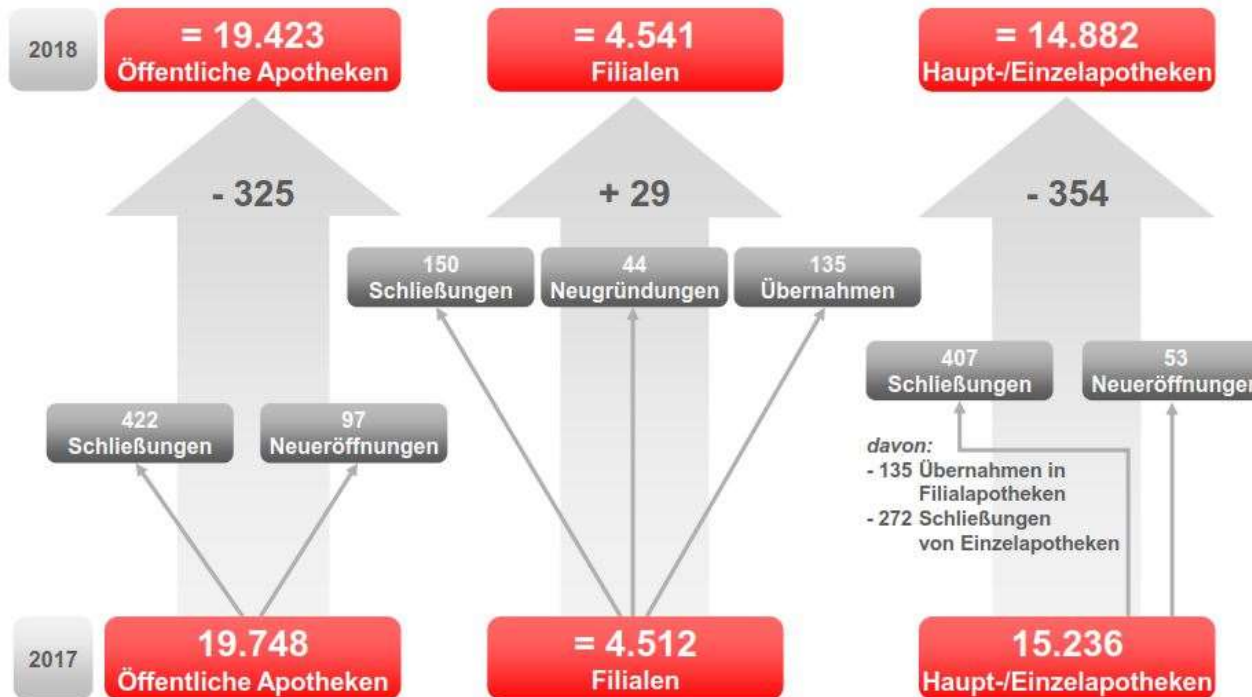 2018
= 19.423
Öffentliche Apotheken
= 4.541
Filialen
= 14.882
Haupt-/Einzelapotheken
- 325
+ 29
- 354
150
Schließungen
44
Neugründungen
135
Übernahmen
407
Schließungen
53
Neueröffnungen
422
Schließungen
97
Neueröffnungen
davon:
- 135 Übernahmen in
Filialapotheken
- 272 Schließungen
von Einzelapotheken
2017
19.748
Öffentliche Apotheken
= 4.512
Filialen
15.236
Haupt-/Einzelapotheken